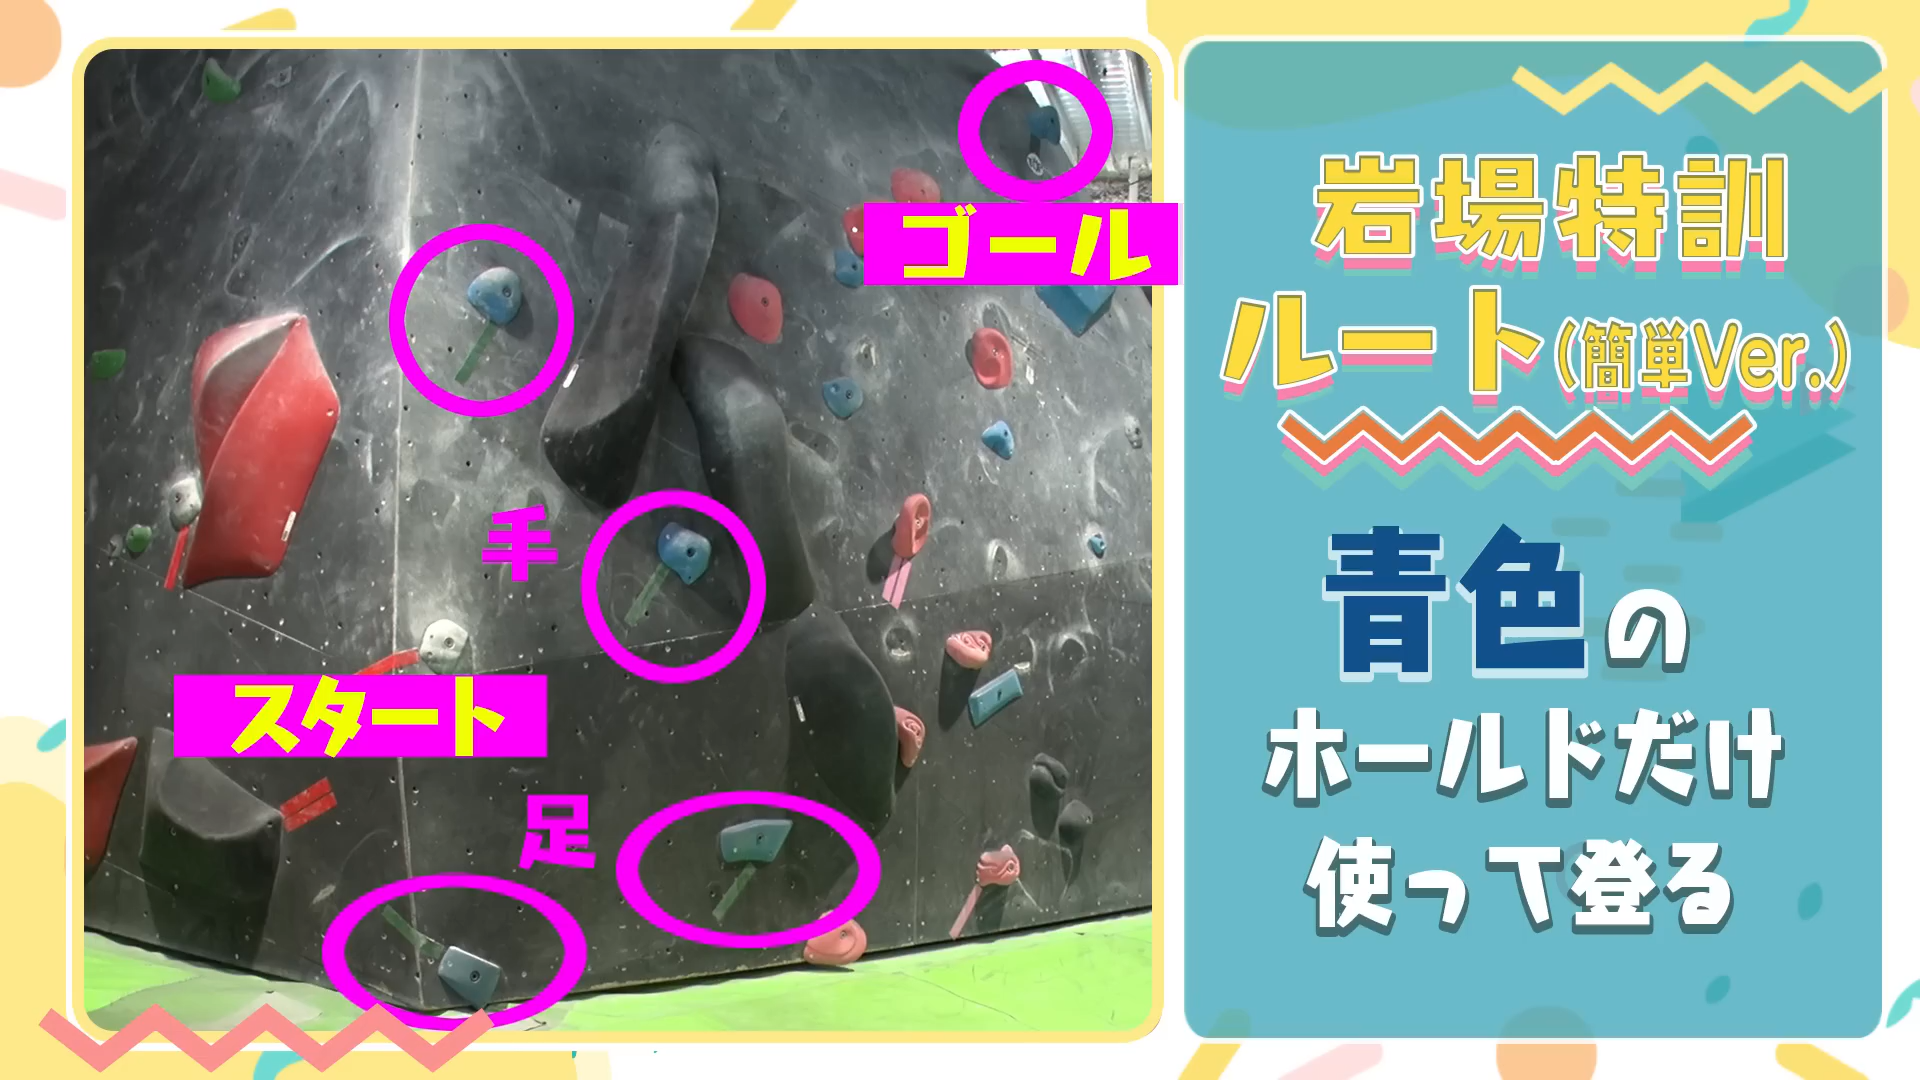 ゴール
手
スタート
足
岩場特訓
ルート(簡単Ver.)
青色の
ホールドだけ
使って登る